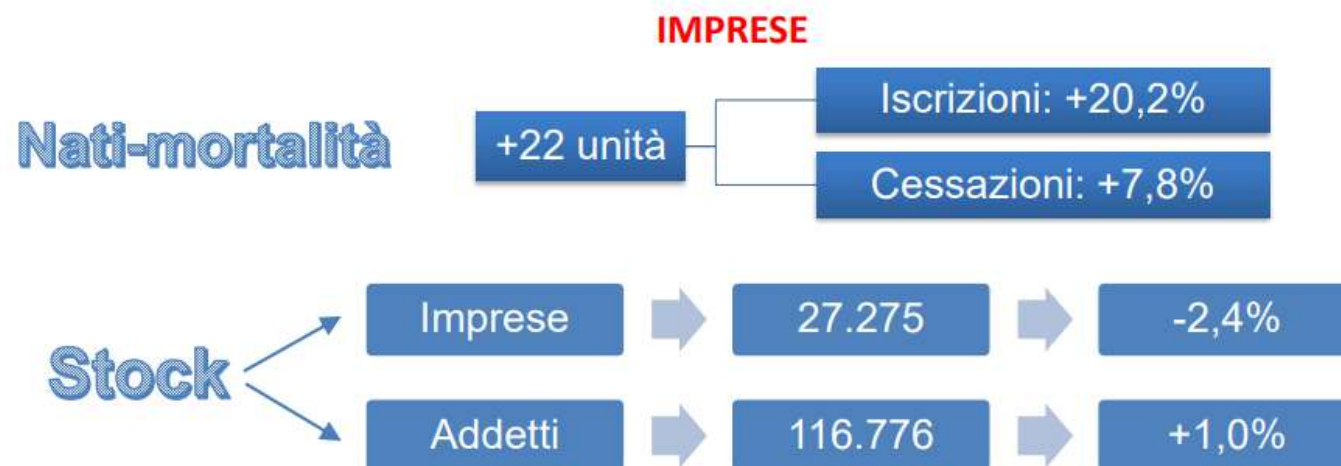 IMPRESE
Nati-mortalità
+22 unità
Iscrizioni: +20,2%
Cessazioni: +7,8%
Stock
Imprese
27.275
-2,4%
Addetti
116.776
+1,0%